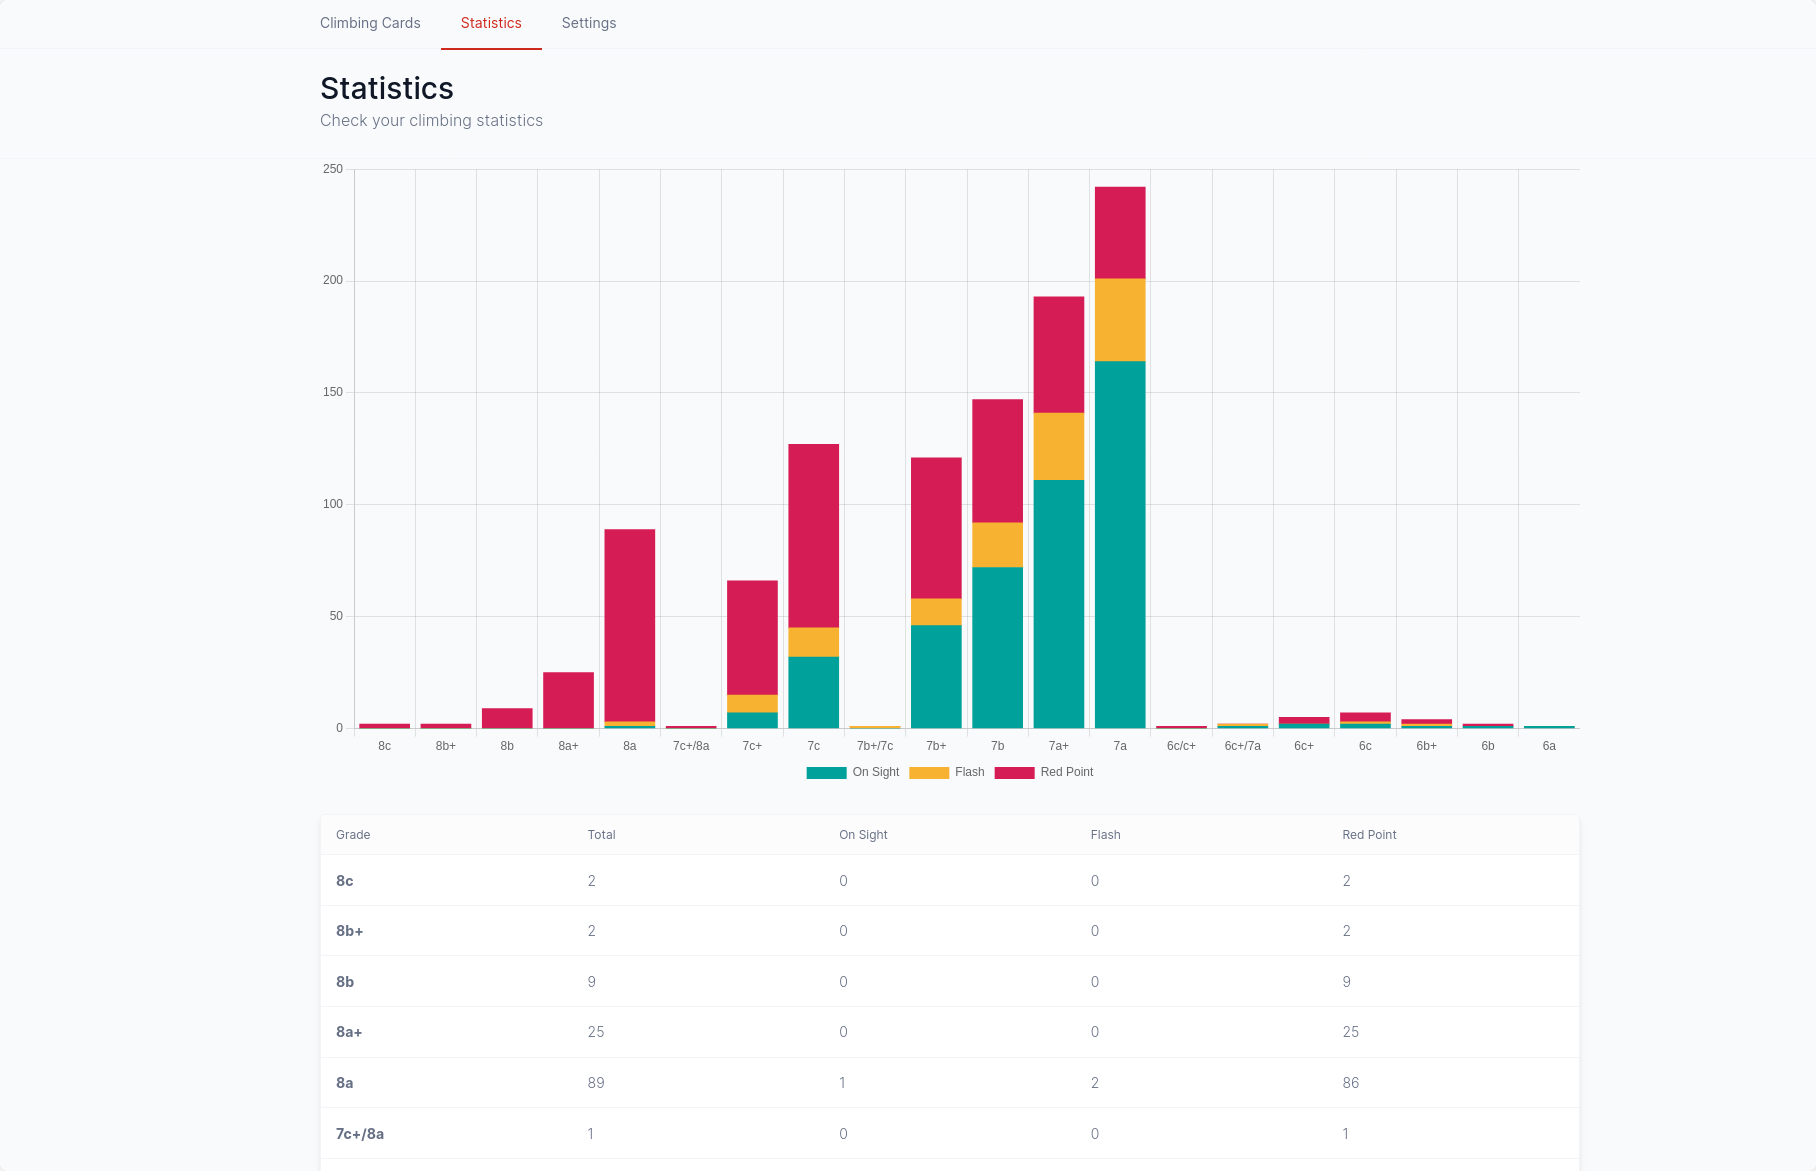 Climbing Cards Statistics Settings
Statistics
Check your climbing statistics
250
200
150
100
50
0
8c 8b+ 8b 8a+ 8a 7c+/8a 7c+ 7c 7b+/7c 7b+ 7b 7a+ 7a 6c/c+ 6c+/7a 6c+ 6c 6b+ 6b 6a
On Sight Flash Red Point
Grade Total On Sight Flash Red Point
8c 2 0 0 2
8b+ 2 0 0 2
8b 9 0 0 9
8a+ 25 0 0 25
8a 89 1 2 86
7c+/8a 1 0 0 1